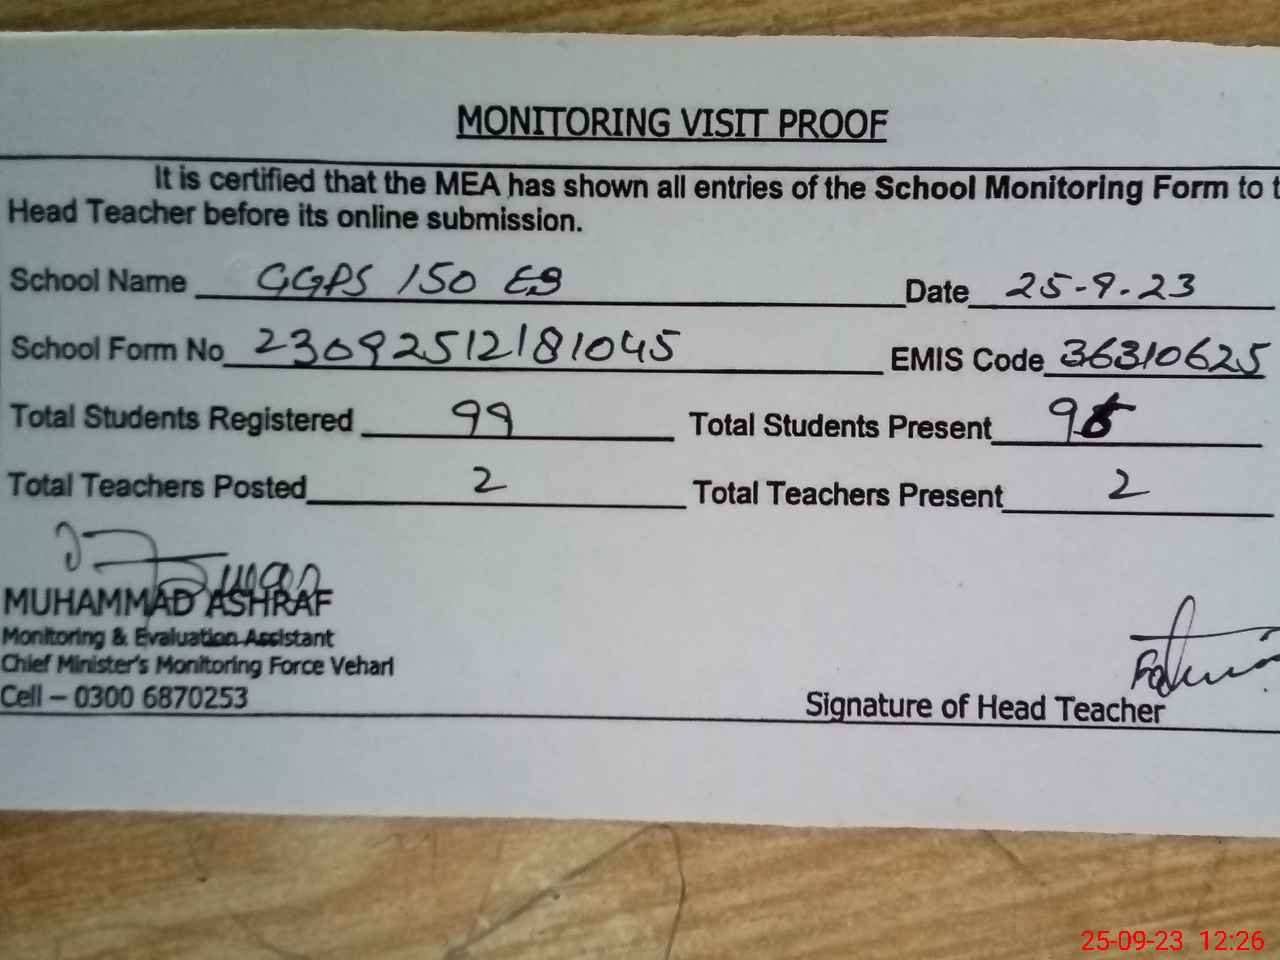 MONITORING VISIT PROOF
It is certified that the MEA has shown all entries of the School Monitoring Form to t
Head Teacher before its online submission.
School Name GGPS 150 EB Date 25-9-23
School Form No 23092512181045 EMIS Code 36310625
Total Students Registered 99 Total Students Present
Total Teachers Posted 2 Total Teachers Present 2
MUHAMMAD ASHRAF
Monitoring & Evaluation Assistant
Chief Minister's Monitoring Force Vehari
Cell – 0300 6870253
Signature of Head Teacher
25-09-23 12:26